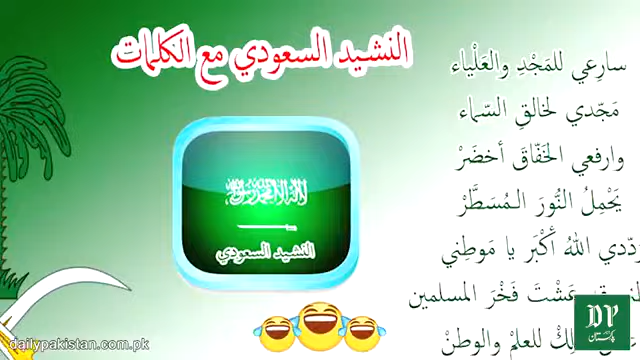 النشيد السعودي مع الكلمات
سارِعي للمَجْدِ والعَلْياء
مَجّدي لخالقِ السّماء
وارفعي الخَفّاقَ أخضَرْ
يَحْمِلُ النُّورَ المُسَطَّرْ
ردّدي اللهُ أكْبَر يا مَوطِني
عِشْتَ فَخْرَ المسلمين
للعلمْ والوطنْ
لا إله إلا الله محمد رسول الله
النشيد السعودي
DP
پاکستان
dailypakistan.com.pk